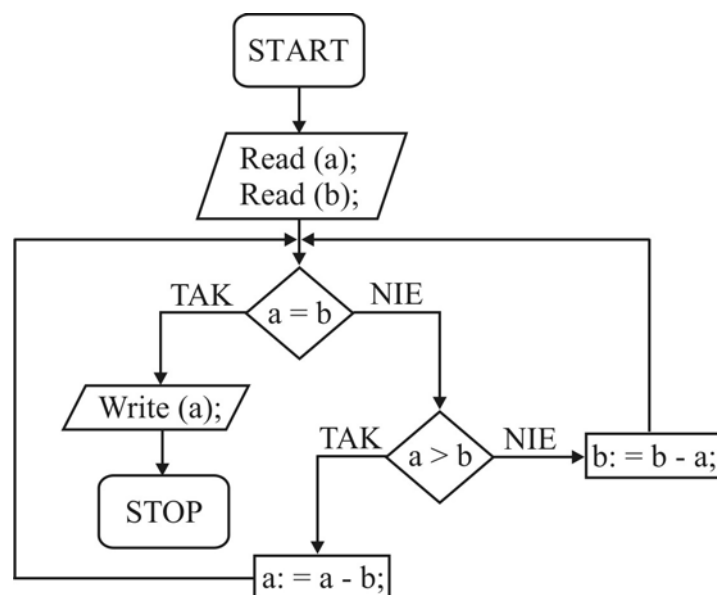 START
Read (a);
Read (b);
TAK
a = b
NIE
Write (a);
TAK
a > b
NIE
b: = b - a;
STOP
a: = a - b;